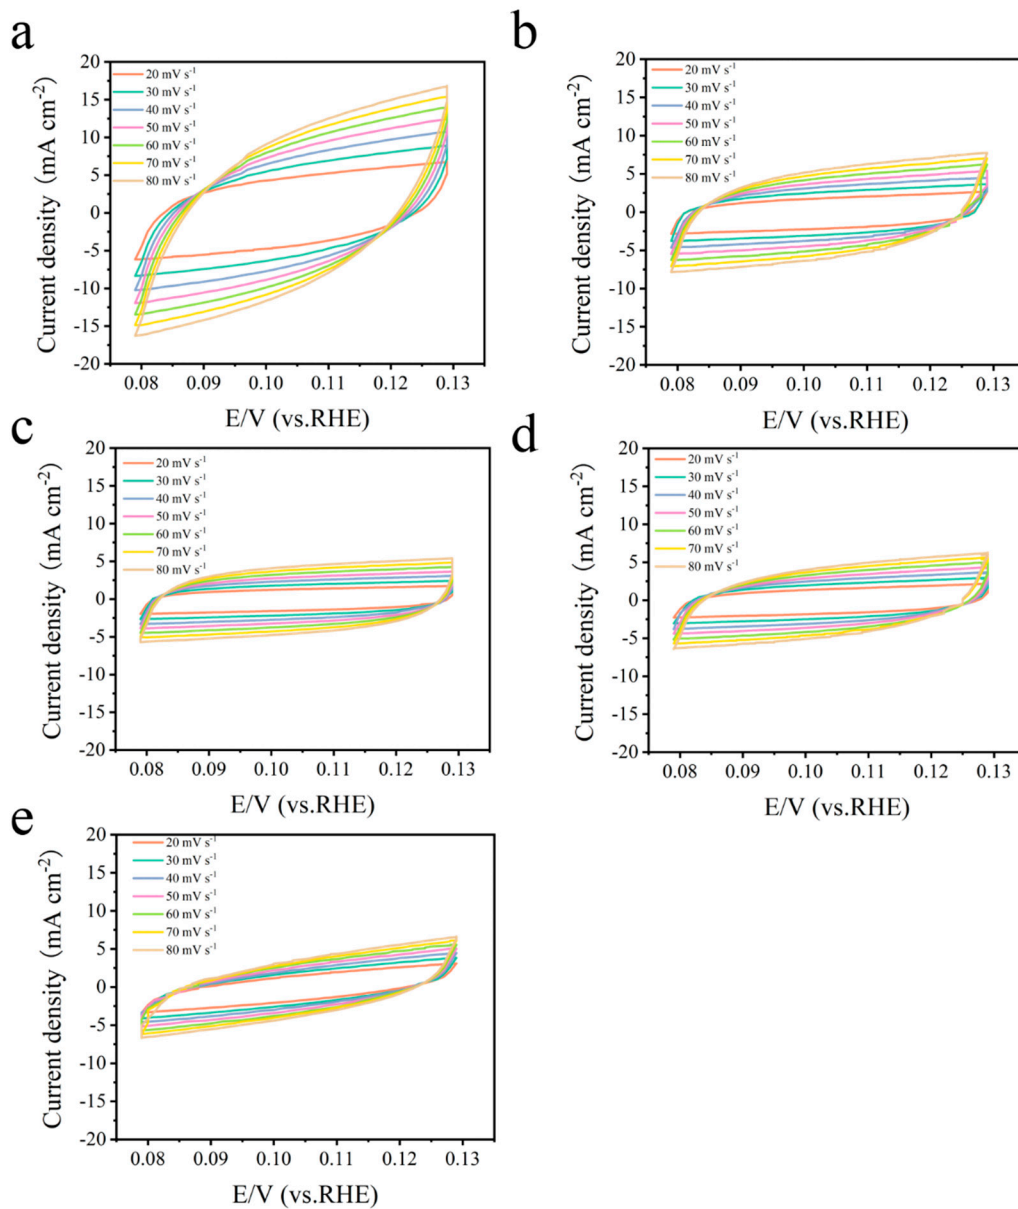 a
20
15
10
5
0
-5
-10
-15
-20
Current density (mA cm⁻²)
20 mV s⁻¹
30 mV s⁻¹
40 mV s⁻¹
50 mV s⁻¹
60 mV s⁻¹
70 mV s⁻¹
80 mV s⁻¹
0.08 0.09 0.10 0.11 0.12 0.13
E/V (vs.RHE)
b
20
15
10
5
0
-5
-10
-15
-20
Current density (mA cm⁻²)
20 mV s⁻¹
30 mV s⁻¹
40 mV s⁻¹
50 mV s⁻¹
60 mV s⁻¹
70 mV s⁻¹
80 mV s⁻¹
0.08 0.09 0.10 0.11 0.12 0.13
E/V (vs.RHE)
c
20
15
10
5
0
-5
-10
-15
-20
Current density (mA cm⁻²)
20 mV s⁻¹
30 mV s⁻¹
40 mV s⁻¹
50 mV s⁻¹
60 mV s⁻¹
70 mV s⁻¹
80 mV s⁻¹
0.08 0.09 0.10 0.11 0.12 0.13
E/V (vs.RHE)
d
20
15
10
5
0
-5
-10
-15
-20
Current density (mA cm⁻²)
20 mV s⁻¹
30 mV s⁻¹
40 mV s⁻¹
50 mV s⁻¹
60 mV s⁻¹
70 mV s⁻¹
80 mV s⁻¹
0.08 0.09 0.10 0.11 0.12 0.13
E/V (vs.RHE)
e
20
15
10
5
0
-5
-10
-15
-20
Current density (mA cm⁻²)
20 mV s⁻¹
30 mV s⁻¹
40 mV s⁻¹
50 mV s⁻¹
60 mV s⁻¹
70 mV s⁻¹
80 mV s⁻¹
0.08 0.09 0.10 0.11 0.12 0.13
E/V (vs.RHE)